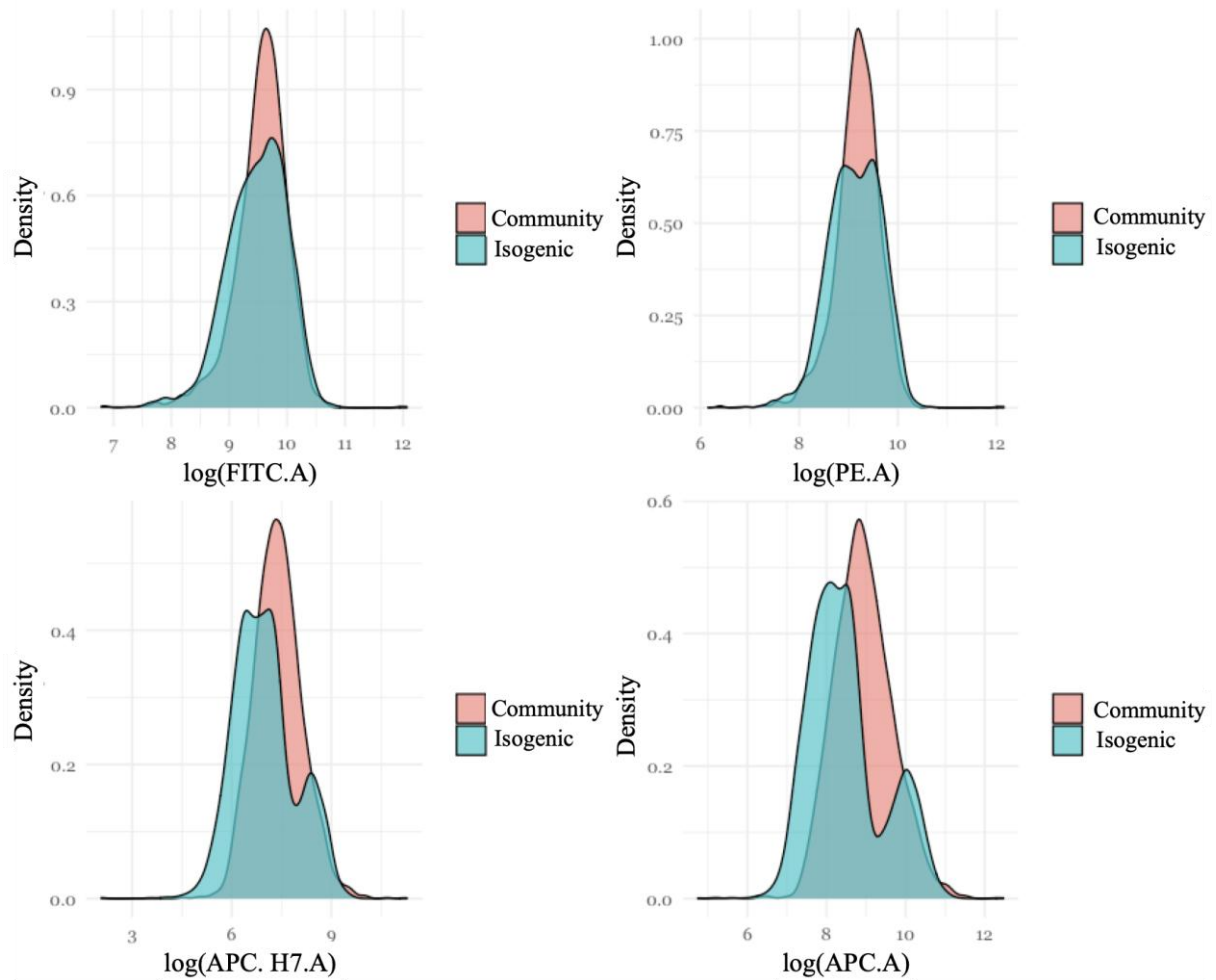 Density
0.9
0.6
0.3
0.0
7 8 9 10 11 12
log(FITC.A)
Community
Isogenic
Density
1.00
0.75
0.50
0.25
0.00
6 8 10 12
log(PE.A)
Community
Isogenic
Density
0.4
0.2
0.0
3 6 9
log(APC. H7.A)
Community
Isogenic
Density
0.6
0.4
0.2
0.0
6 8 10 12
log(APC.A)
Community
Isogenic